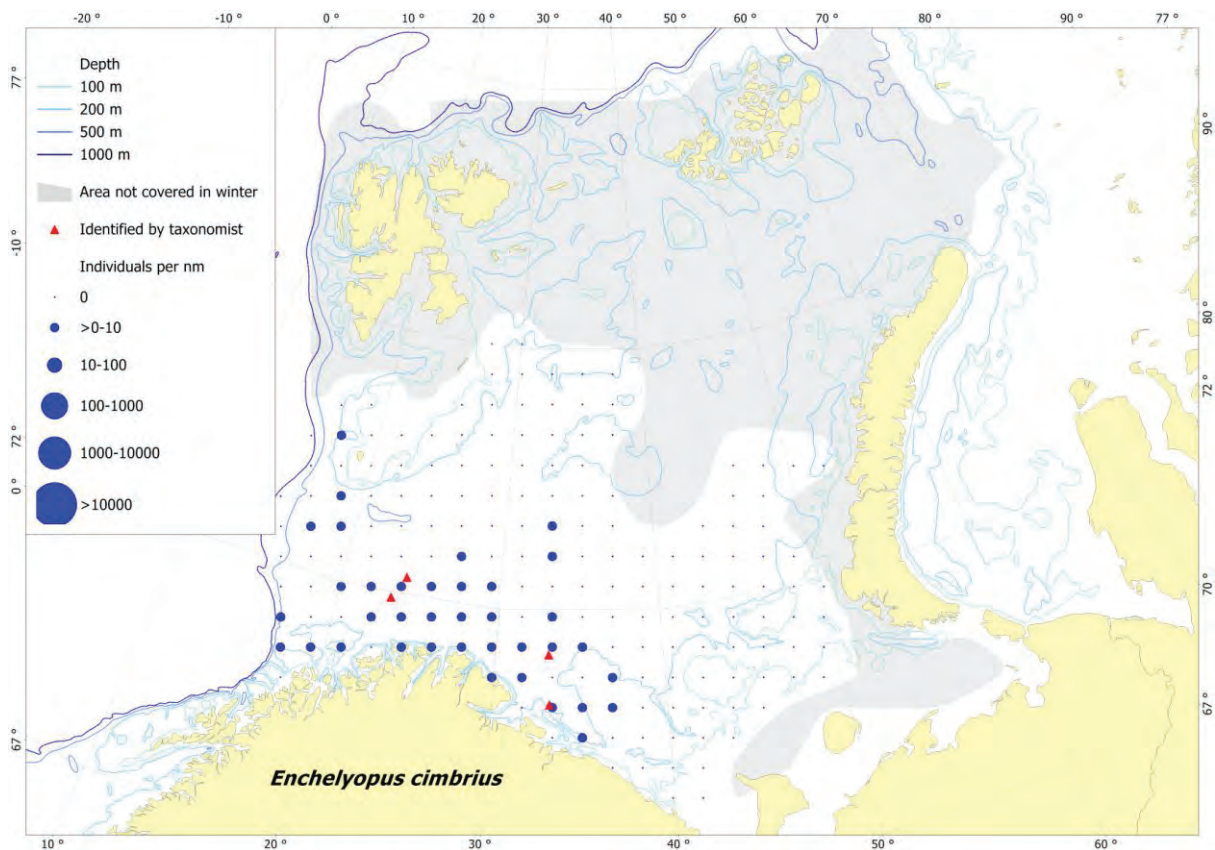 -20 ° -10 ° 0 ° 10 ° 20 ° 30 ° 40 ° 50 ° 60 ° 70 ° 80 ° 90 ° 77 °
77 °
-10 °
72 °
0 °
67 °
Depth
100 m
200 m
500 m
1000 m
Area not covered in winter
Identified by taxonomist
Individuals per nm
0
>0-10
10-100
100-1000
1000-10000
>10000
90 °
80 °
72 °
70 °
67 °
Enchelyopus cimbrius
10 ° 20 ° 30 ° 40 ° 50 ° 60 °